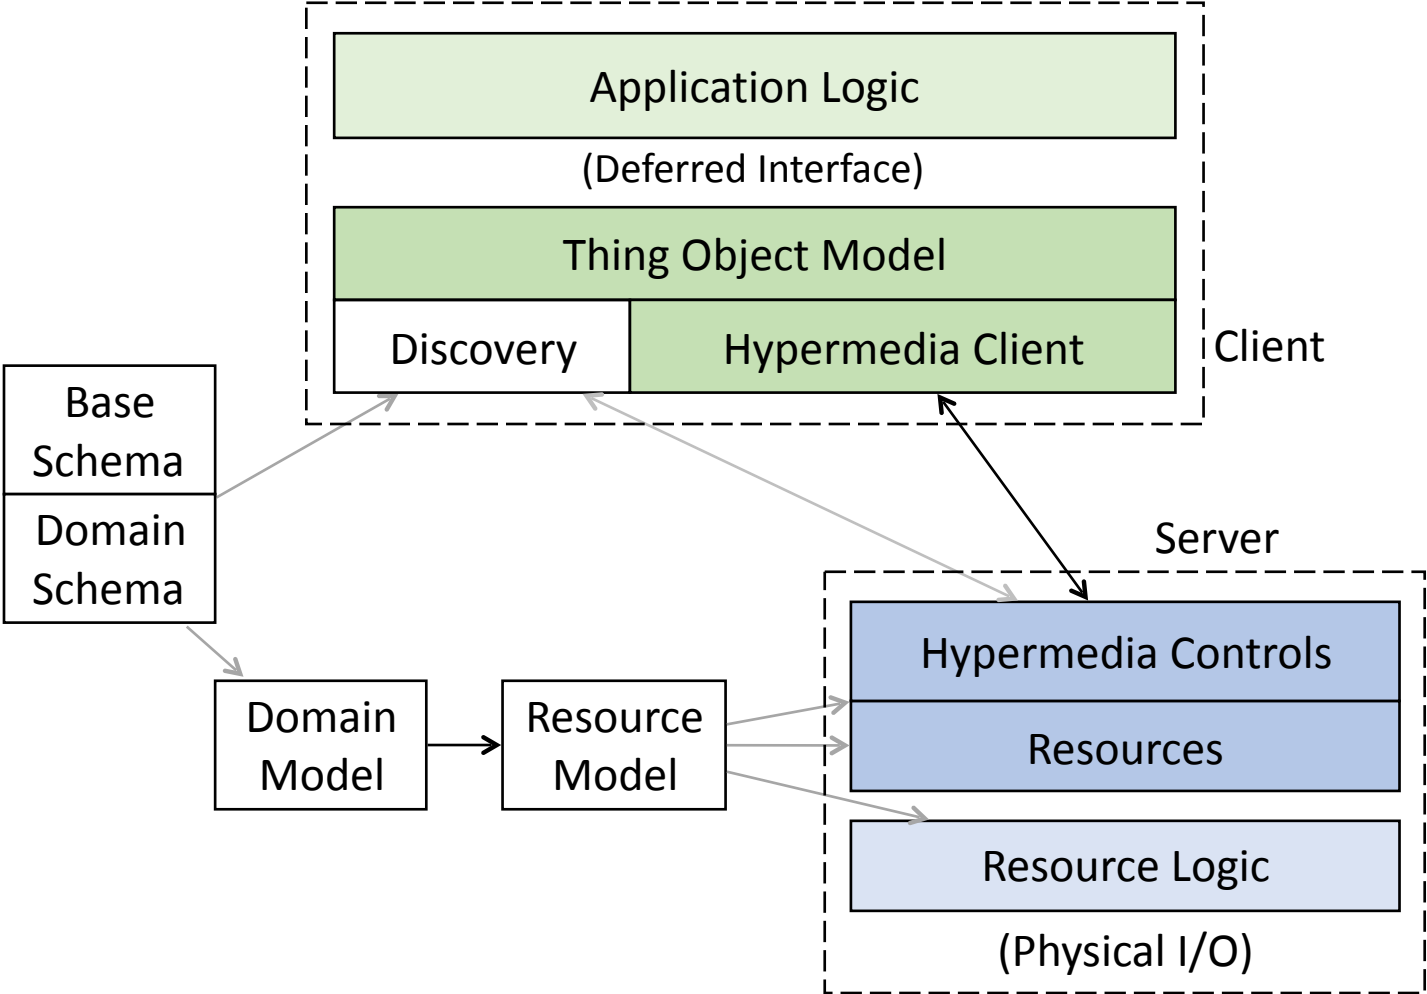 Application Logic
(Deferred Interface)
Thing Object Model
Discovery
Hypermedia Client
Client
Base
Schema
Domain
Schema
Server
Hypermedia Controls
Domain
Model
Resource
Model
Resources
Resource Logic
(Physical I/O)